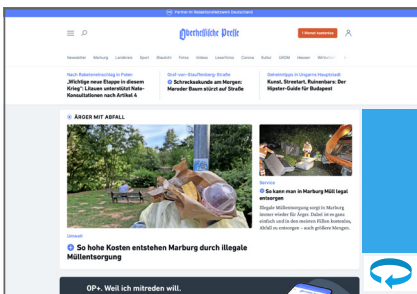 Partner im RedaktionsNetzwerk Deutschland
Oberhessische Presse
1 Monat kostenlos
Newsletter Marburg Landkreis Sport Blaulicht Fotos Videos Leserfotos Corona Kultur GROW Hessen
Nach Raketeneinschlag in Polen
„Wichtige neue Etappe in diesem
Krieg“: Litauen unterstützt Nato-
Konsultationen nach Artikel 4
Graf-von-Stauffenberg-Straße
Schrecksekunde am Morgen:
Maroder Baum stürzt auf Straße
Geheimtipps in Ungarns Hauptstadt
Kunst, Streetart, Ruinenbars: Der
Hipster-Guide für Budapest
ÄRGER MIT ABFALL
Umwelt
So hohe Kosten entstehen Marburg durch illegale
Müllentsorgung
Service
So kann man in Marburg Müll legal
entsorgen
Illegale Müllentsorgung sorgt in Marburg
immer wieder für Ärger. Dabei ist es ganz
einfach und in den meisten Fällen kostenlos,
Abfall zu entsorgen – auch größere Mengen.
OP+. Weil ich mitreden will.